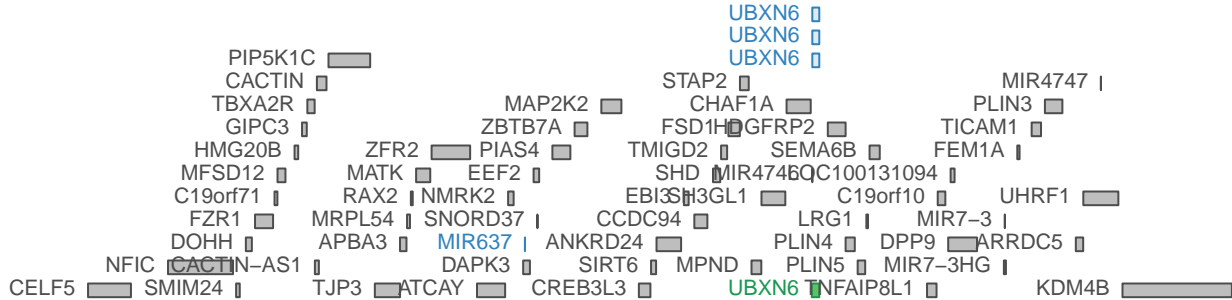 UBXN6
UBXN6
PIP5K1C UBXN6
CACTIN STAP2 MIR4747
TBXA2R MAP2K2 CHAF1A PLIN3
GIPC3 ZBTB7A FSD1 HDGFRP2 TICAM1
HMG20B ZFR2 PIAS4 TMIGD2 SEMA6B FEM1A
MFSD12 MATK EEF2 SHD MIR4746 LOC100131094
C19orf71 RAX2 NMRK2 EBI3 SH3GL1 C19orf10 UHRF1
FZR1 MRPL54 SNORD37 CCDC94 LRG1 MIR7−3
DOHH APBA3 MIR637 ANKRD24 PLIN4 DPP9 ARRDC5
NFIC CACTIN−AS1 DAPK3 SIRT6 MPND PLIN5 MIR7−3HG
CELF5 SMIM24 TJP3 ATCAY CREB3L3 UBXN6 TNFAIP8L1 KDM4B